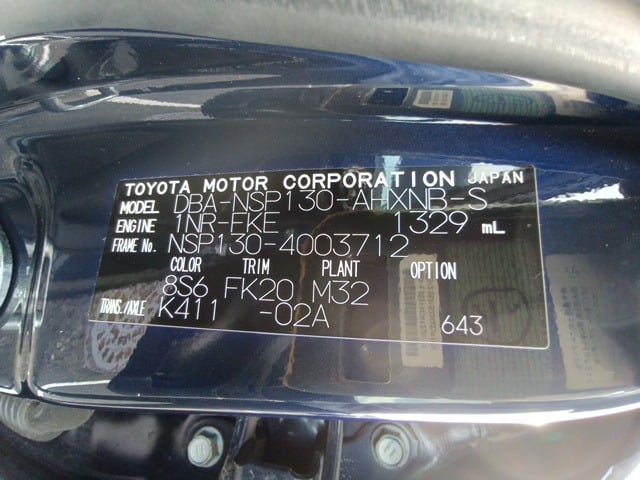 TOYOTA MOTOR CORPORATION JAPAN
MODEL DBA-NSP130-AHXNB-S
ENGINE 1NR-FKE 1329 mL
FRAME No. NSP130-4003712
COLOR TRIM PLANT OPTION
8S6 FK20 M32
TRANS./AXLE K411 -02A
643